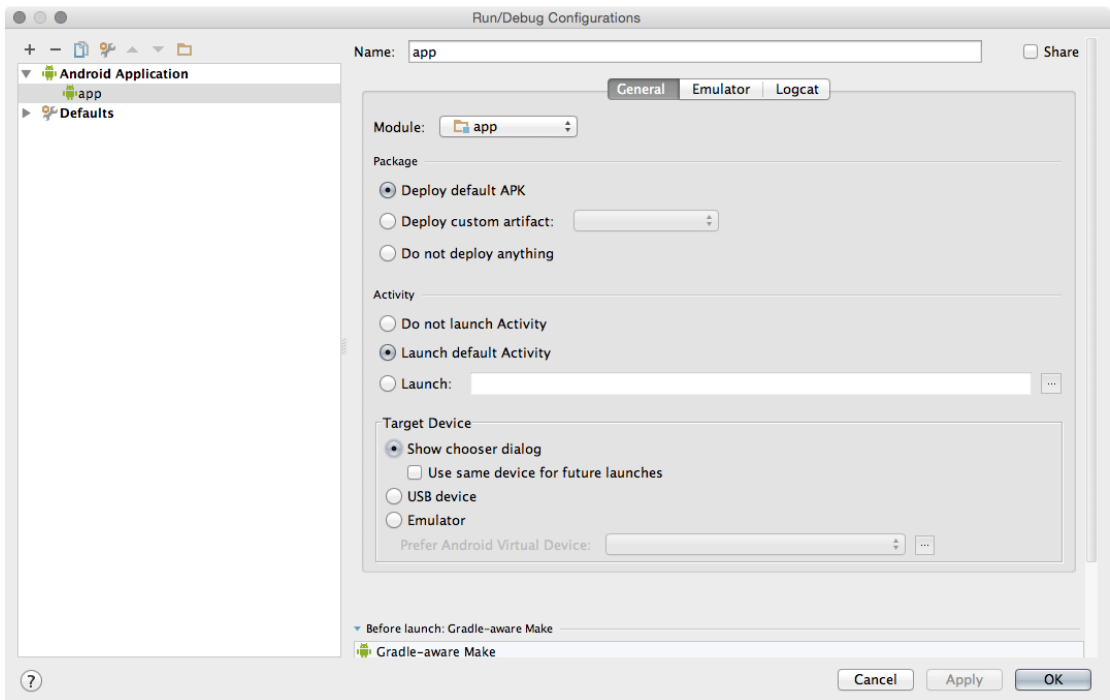 Run/Debug Configurations
Android Application
app
Defaults
Name: app
Share
General Emulator Logcat
Module: app
Package
Deploy default APK
Deploy custom artifact:
Do not deploy anything
Activity
Do not launch Activity
Launch default Activity
Launch: ...
Target Device
Show chooser dialog
Use same device for future launches
USB device
Emulator
Prefer Android Virtual Device: ...
Before launch: Gradle-aware Make
Gradle-aware Make
? Cancel Apply OK